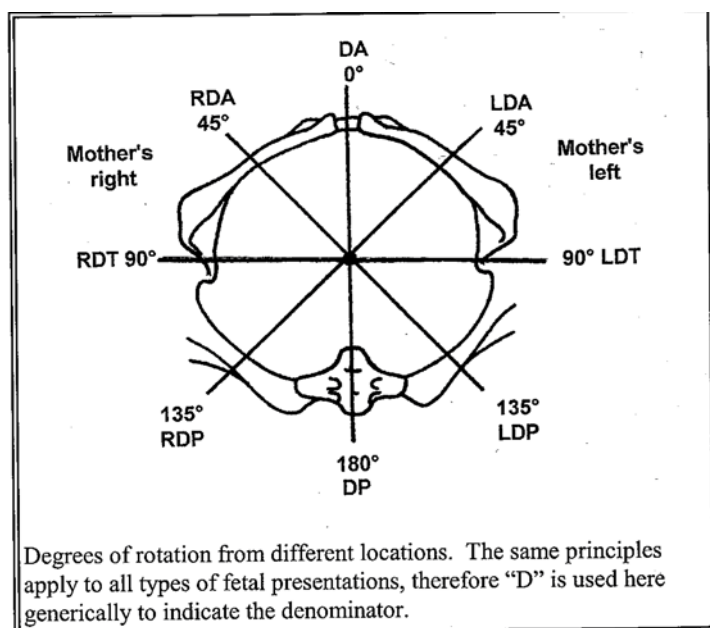 DA
0°
RDA
45°
LDA
45°
Mother's
right
Mother's
left
RDT 90°
90° LDT
135°
RDP
135°
LDP
180°
DP
Degrees of rotation from different locations.  The same principles
apply to all types of fetal presentations, therefore “D” is used here
generically to indicate the denominator.